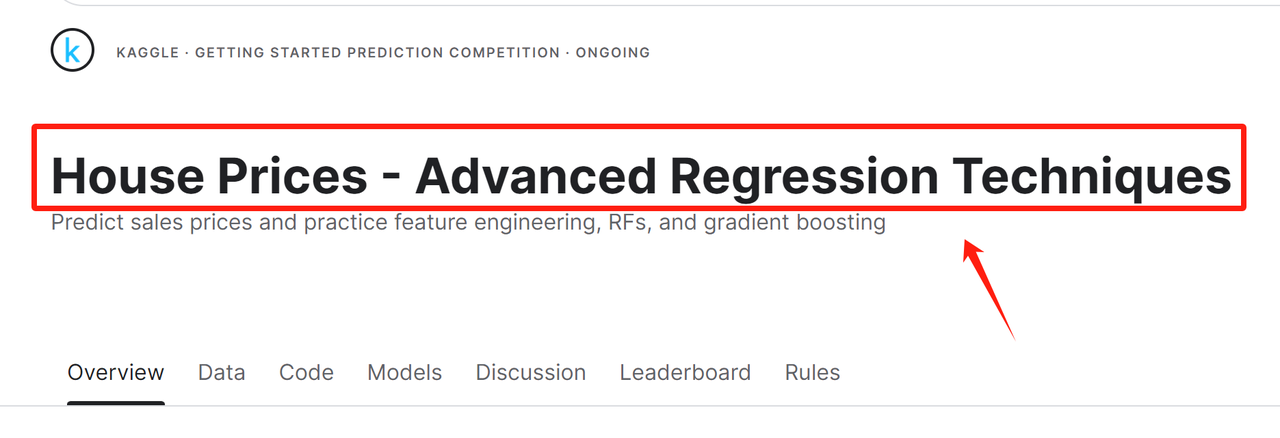 k
KAGGLE · GETTING STARTED PREDICTION COMPETITION · ONGOING
House Prices - Advanced Regression Techniques
Predict sales prices and practice feature engineering, RFs, and gradient boosting
Overview Data Code Models Discussion Leaderboard Rules